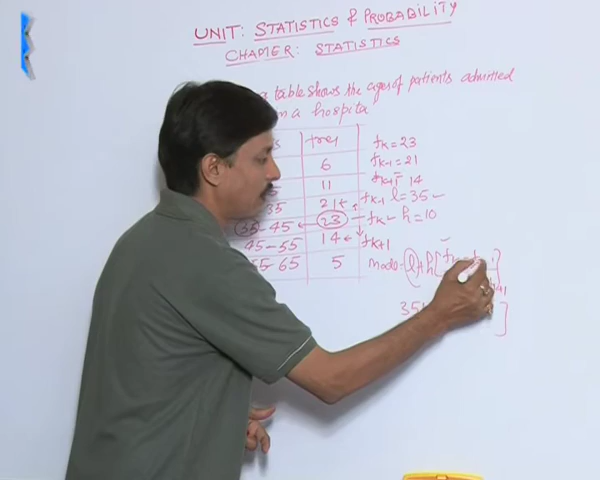 UNIT: STATISTICS & PROBABILITY
CHAPTER: STATISTICS
table shows the ages of patients admitted
in a hospital
6
11
35 21
35-45 23
45-55 14
55-65 5
fk = 23
fk-1 = 21
fk+1 = 14
fk-1 l = 35
fk h = 10
fk+1
mode = l + h [
35+
]